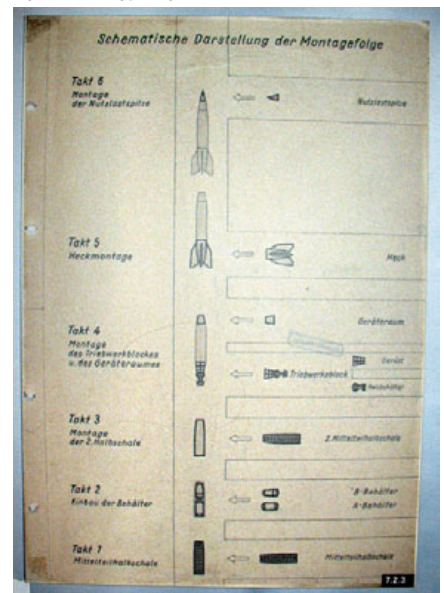 Schematische Darstellung der Montagefolge
Takt 6
Montage
der Nutzlastspitze
Nutzlastspitze
Takt 5
Heckmontage
Heck
Takt 4
Montage
des Triebwerkblockes
u. des Geräteraumes
Geräteraum
Gerüst
Triebwerksblock
Takt 3
Montage
der 2. Halbschale
2. Mittelteilhalbschale
Takt 2
Einbau der Behälter
B-Behälter
A-Behälter
Takt 1
Mittelteilhalbschale
Mittelteilhalbschale
7.2.3